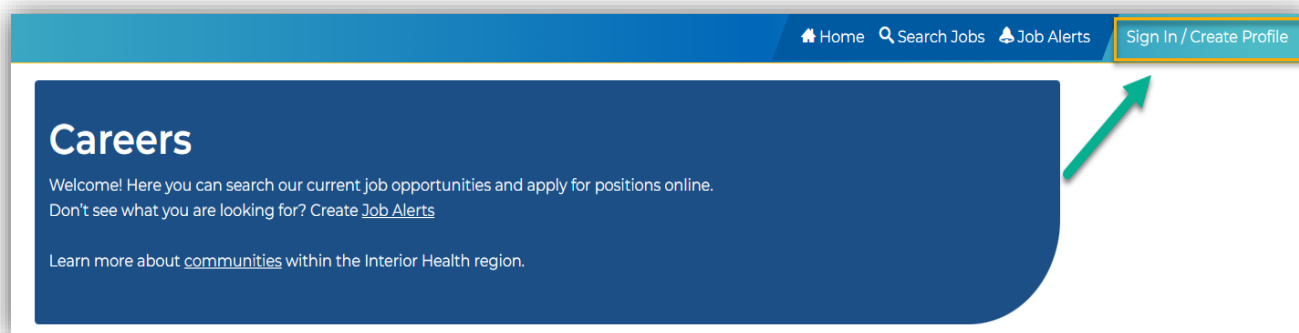 Home Search Jobs Job Alerts Sign In / Create Profile
Careers
Welcome! Here you can search our current job opportunities and apply for positions online.
Don't see what you are looking for? Create Job Alerts
Learn more about communities within the Interior Health region.